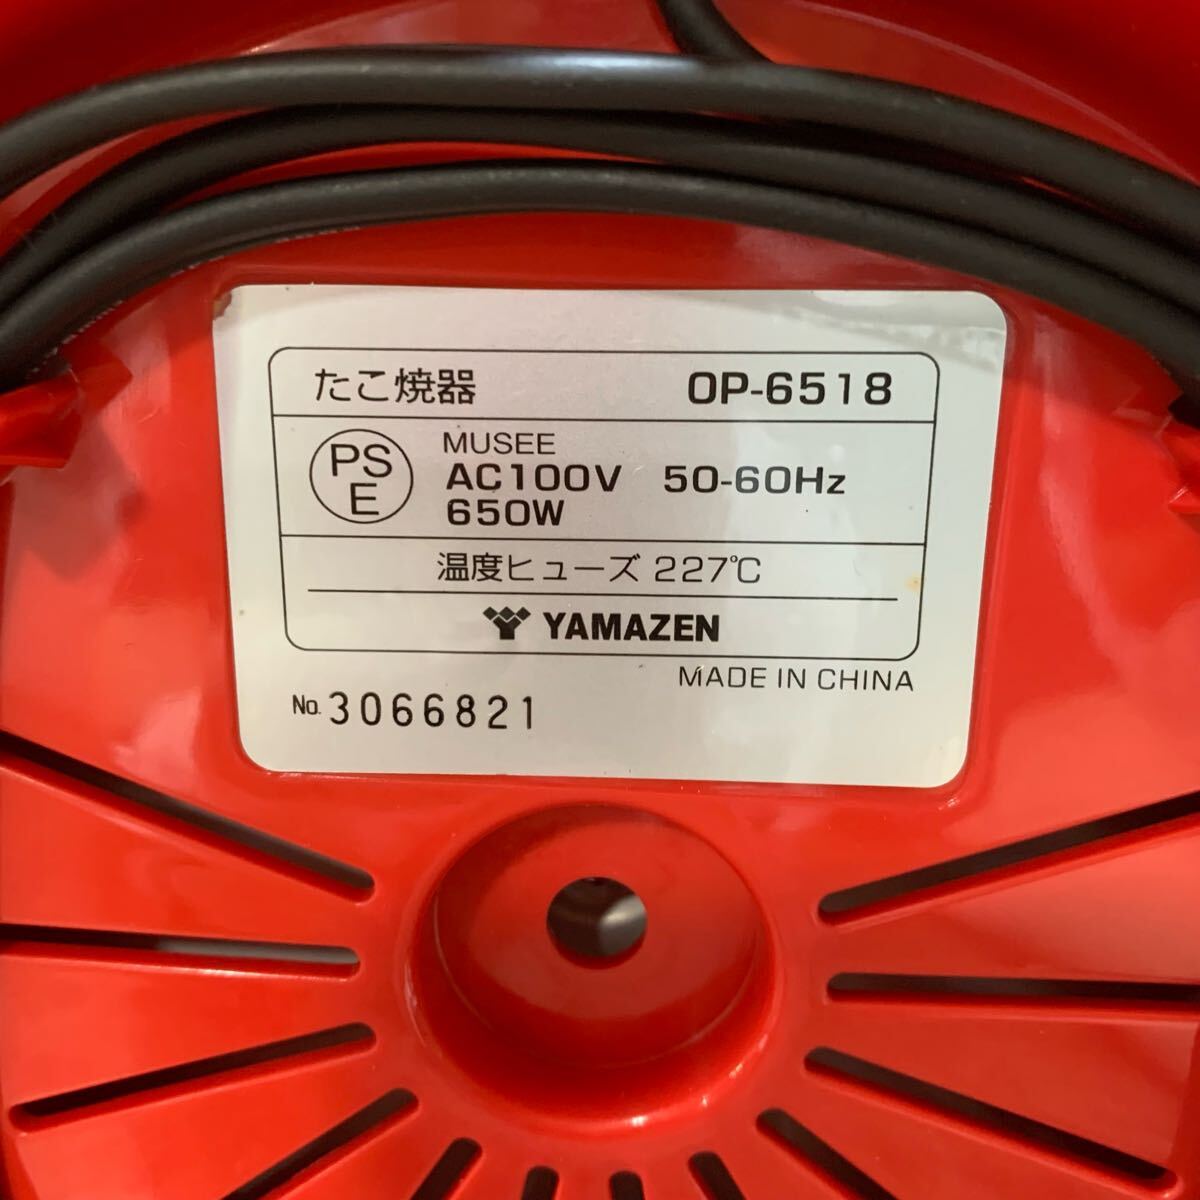 たこ焼器 OP-6518
PS
E
MUSEE
AC100V 50-60Hz
650W
温度ヒューズ 227℃
YAMAZEN
MADE IN CHINA
No. 3066821